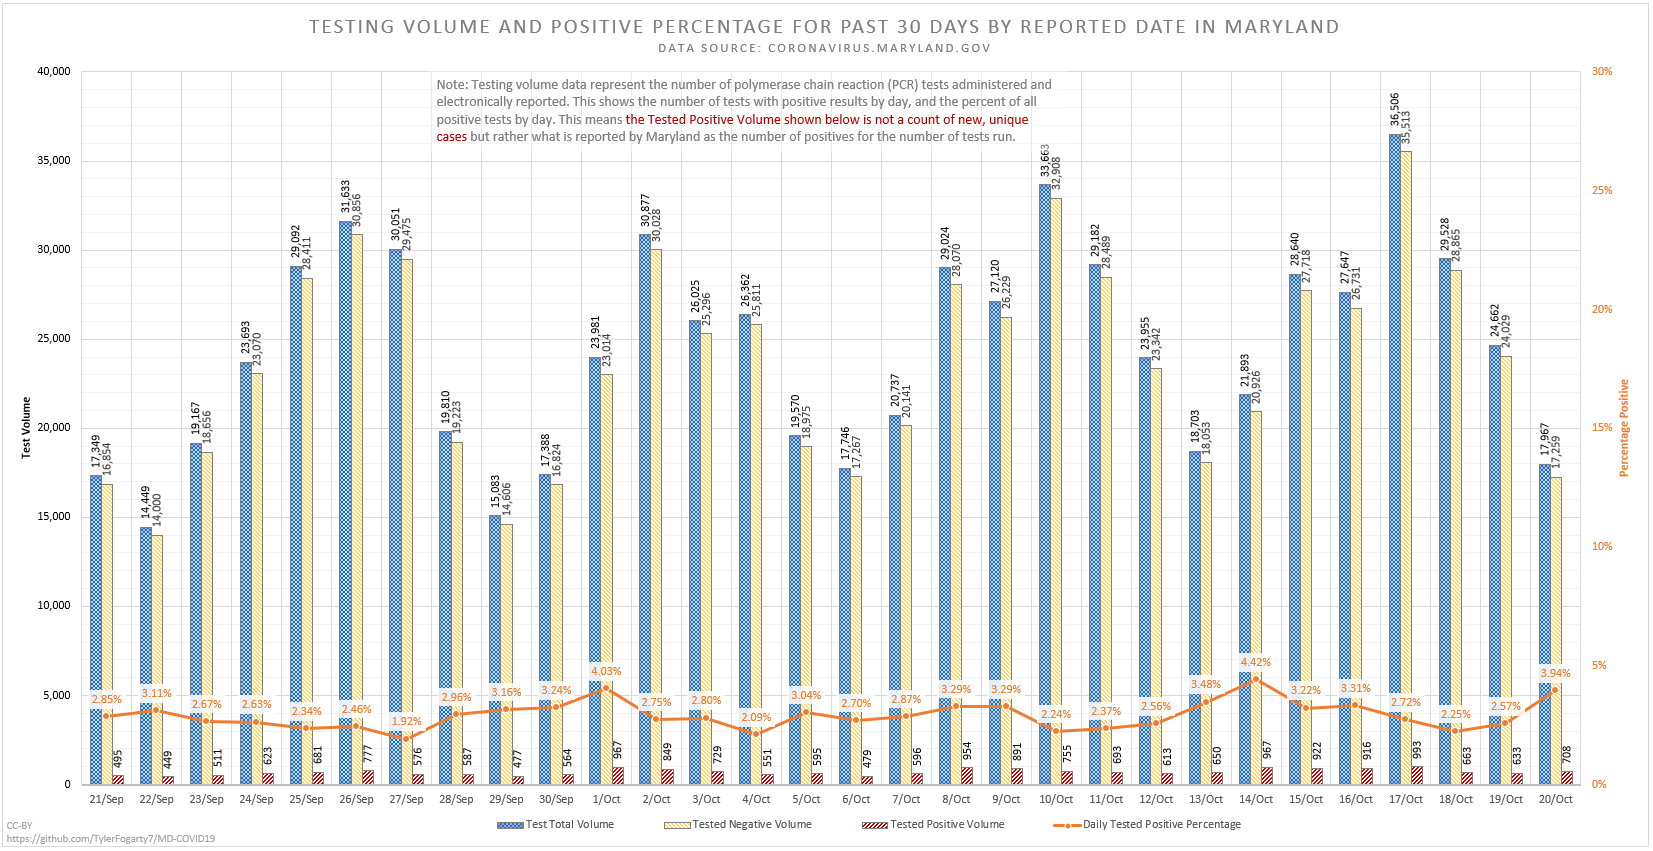 TESTING VOLUME AND POSITIVE PERCENTAGE FOR PAST 30 DAYS BY REPORTED DATE IN MARYLAND
DATA SOURCE: CORONAVIRUS.MARYLAND.GOV
Note: Testing volume data represent the number of polymerase chain reaction (PCR) tests administered and
electronically reported. This shows the number of tests with positive results by day, and the percent of all
positive tests by day. This means the Tested Positive Volume shown below is not a count of new, unique
cases but rather what is reported by Maryland as the number of positives for the number of tests run.
Test Volume
40,000
35,000
30,000
25,000
20,000
15,000
10,000
5,000
0
17,349 16,854 2.85% 495
14,449 14,000 3.11% 449
19,167 18,656 2.67% 511
23,693 23,070 2.63% 623
29,092 28,411 2.34% 681
31,633 30,856 2.46% 777
30,051 29,475 1.92% 576
19,810 19,223 2.96% 587
15,083 14,606 3.16% 477
17,388 16,824 3.24% 564
23,981 23,014 4.03% 967
30,877 30,028 2.75% 849
26,025 25,296 2.80% 729
26,362 25,811 2.09% 551
19,570 18,975 3.04% 595
17,746 17,267 2.70% 479
20,737 20,141 2.87% 596
29,024 28,070 3.29% 954
27,120 26,229 3.29% 891
33,663 32,908 2.24% 755
29,182 28,489 2.37% 693
23,955 23,342 2.56% 613
18,703 18,053 3.48% 650
21,893 20,926 4.42% 967
28,640 27,718 3.22% 922
27,647 26,731 3.31% 916
36,506 35,513 2.72% 993
29,528 28,865 2.25% 663
24,662 24,029 2.57% 633
17,967 17,259 3.94% 708
30%
25%
20%
15%
10%
5%
0%
Percentage Positive
21/Sep 22/Sep 23/Sep 24/Sep 25/Sep 26/Sep 27/Sep 28/Sep 29/Sep 30/Sep 1/Oct 2/Oct 3/Oct 4/Oct 5/Oct 6/Oct 7/Oct 8/Oct 9/Oct 10/Oct 11/Oct 12/Oct 13/Oct 14/Oct 15/Oct 16/Oct 17/Oct 18/Oct 19/Oct 20/Oct
Test Total Volume Tested Negative Volume Tested Positive Volume Daily Tested Positive Percentage
CC-BY
https://github.com/TylerFogarty7/MD-COVID19